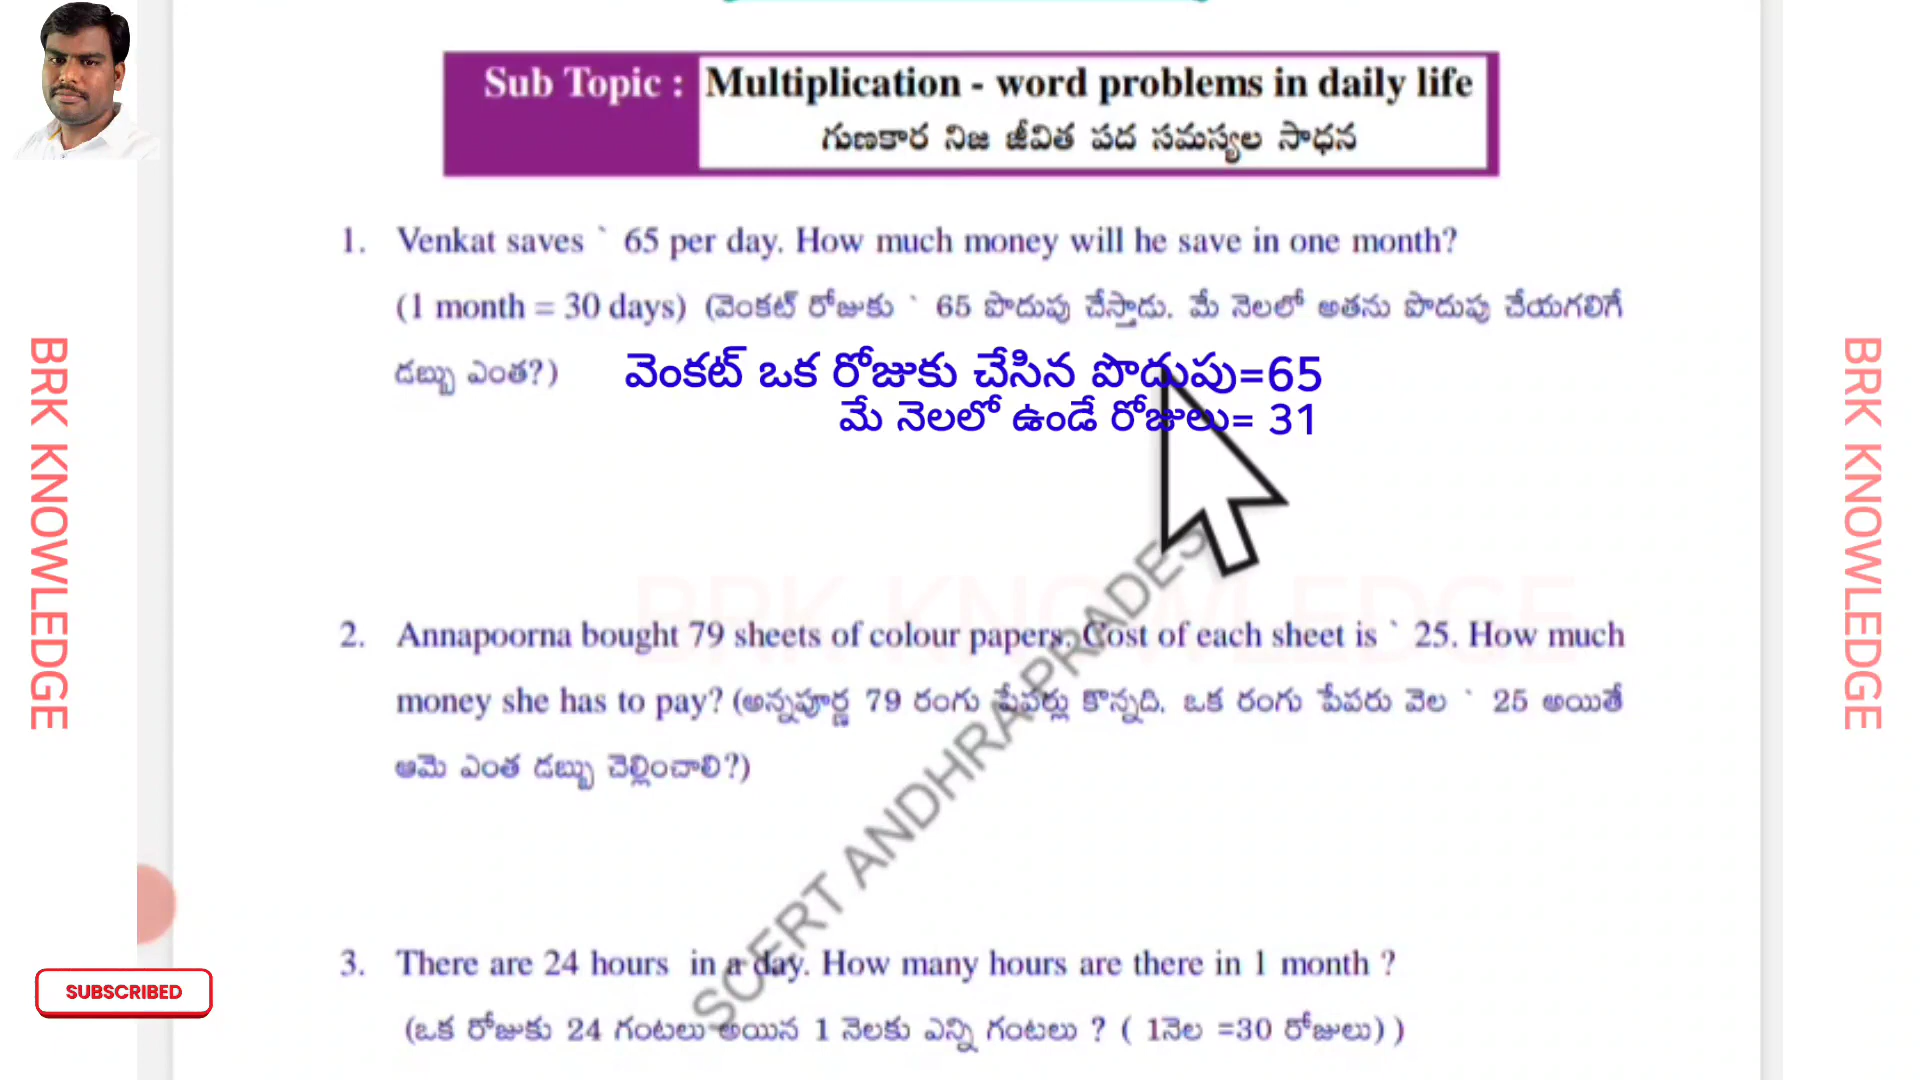 Sub Topic : Multiplication - word problems in daily life
గుణకార నిజ జీవిత పద సమస్యల సాధన
1. Venkat saves ` 65 per day. How much money will he save in one month?
(1 month = 30 days) (వెంకట్ రోజుకు ` 65 పొదుపు చేస్తాడు. మే నెలలో అతను పొదుపు చేయగలిగే
డబ్బు ఎంత?)
వెంకట్ ఒక రోజుకు చేసిన పొదుపు=65
మే నెలలో ఉండే రోజులు= 31
2. Annapoorna bought 79 sheets of colour papers. Cost of each sheet is ` 25. How much
money she has to pay? (అన్నపూర్ణ 79 రంగు పేపర్లు కొన్నది. ఒక రంగు పేపరు వెల ` 25 అయితే
ఆమె ఎంత డబ్బు చెల్లించాలి?)
3. There are 24 hours in a day. How many hours are there in 1 month ?
(ఒక రోజుకు 24 గంటలు అయిన 1 నెలకు ఎన్ని గంటలు ? ( 1నెల =30 రోజులు) )
SCERT ANDHRA PRADES
BRK KNOWLEDGE
BRK KNOWLEDGE
BRK KNOWLEDGE
SUBSCRIBED